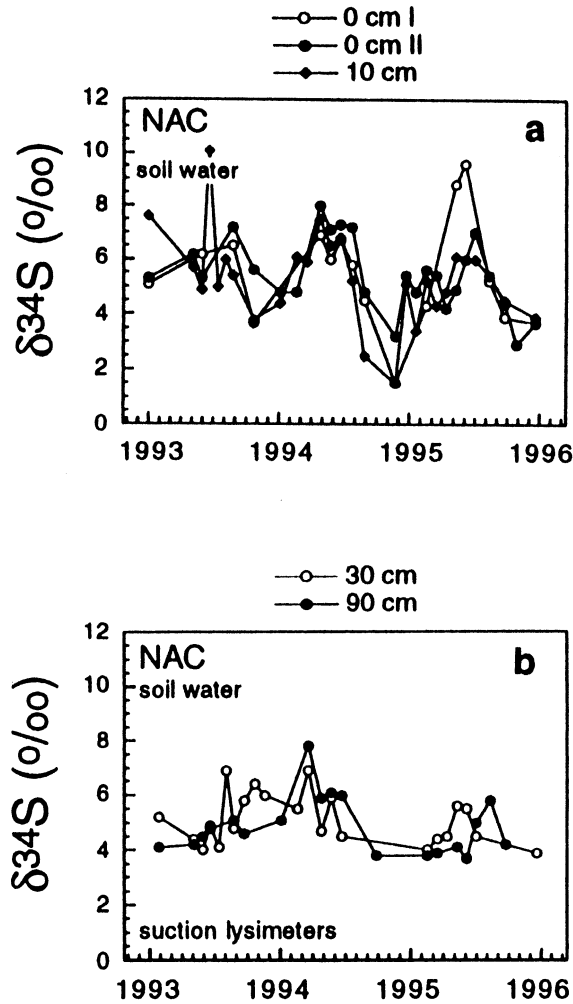 0 cm I
0 cm II
10 cm
12
10
8
6
4
2
0
δ34S (o/oo)
NAC
a
soil water
1993 1994 1995 1996
30 cm
90 cm
12
10
8
6
4
2
0
δ34S (o/oo)
NAC
b
soil water
suction lysimeters
1993 1994 1995 1996